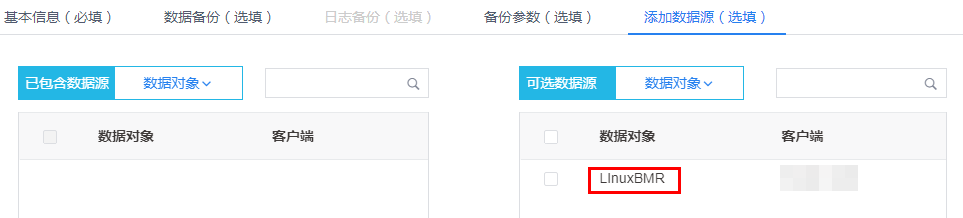 基本信息（必填） 数据备份（选填） 日志备份（选填） 备份参数（选填） 添加数据源（选填）
已包含数据源 数据对象 可选数据源 数据对象
数据对象 客户端 数据对象 客户端
LInuxBMR